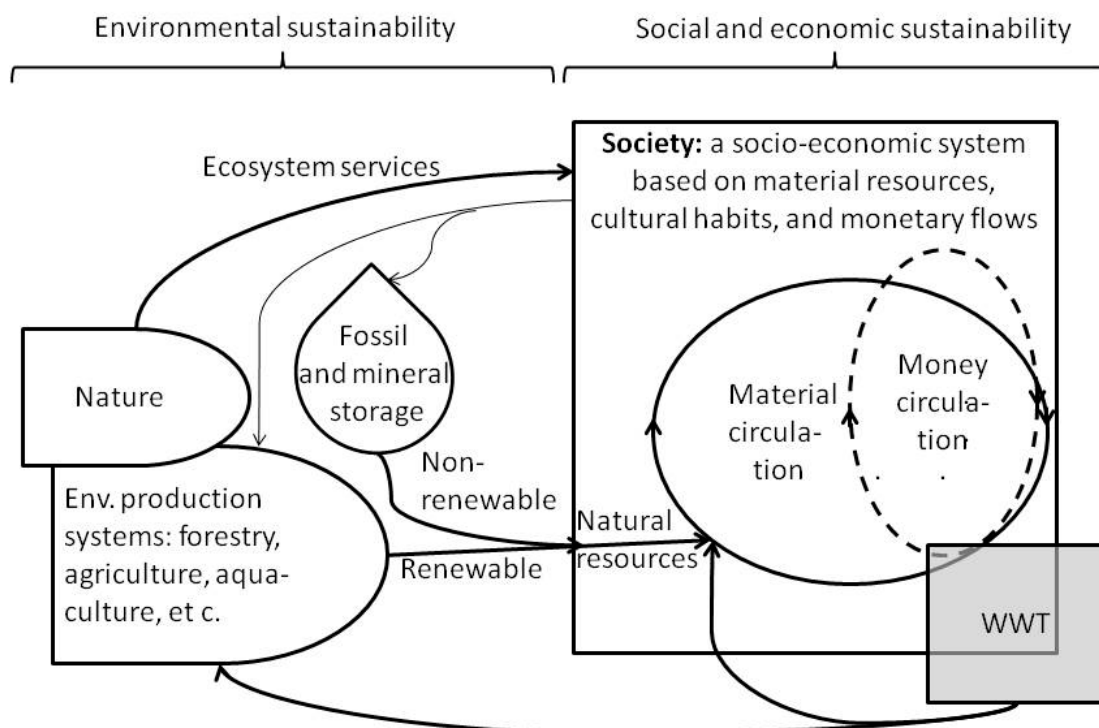 Environmental sustainability
Social and economic sustainability
Society: a socio-economic system
based on material resources,
cultural habits, and monetary flows
Ecosystem services
Fossil
and mineral
storage
Nature
Money
circula-
tion
Material
circula-
tion
Non-
renewable
Env. production
systems: forestry,
agriculture, aqua-
culture, et c.
Natural
resources
Renewable
WWT